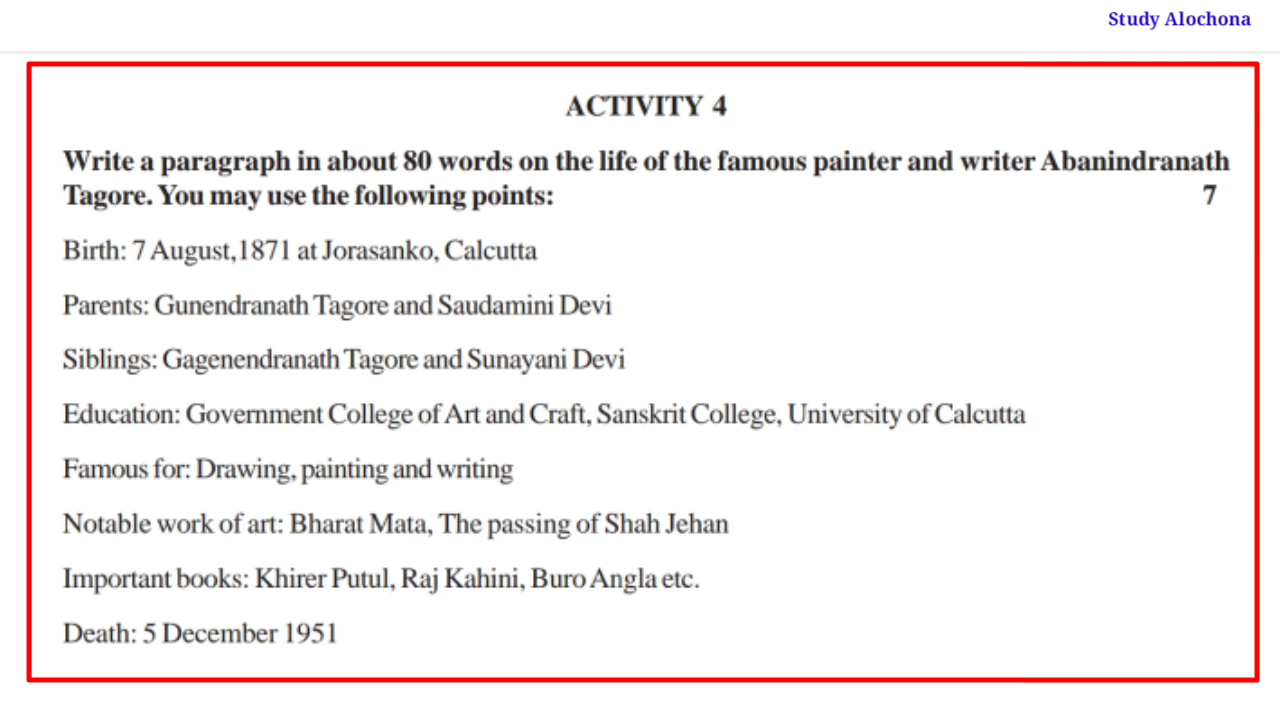 Study Alochona
ACTIVITY 4
Write a paragraph in about 80 words on the life of the famous painter and writer Abanindranath
Tagore. You may use the following points: 7
Birth: 7 August,1871 at Jorasanko, Calcutta
Parents: Gunendranath Tagore and Saudamini Devi
Siblings: Gagenendranath Tagore and Sunayani Devi
Education: Government College of Art and Craft, Sanskrit College, University of Calcutta
Famous for: Drawing, painting and writing
Notable work of art: Bharat Mata, The passing of Shah Jehan
Important books: Khirer Putul, Raj Kahini, Buro Angla etc.
Death: 5 December 1951